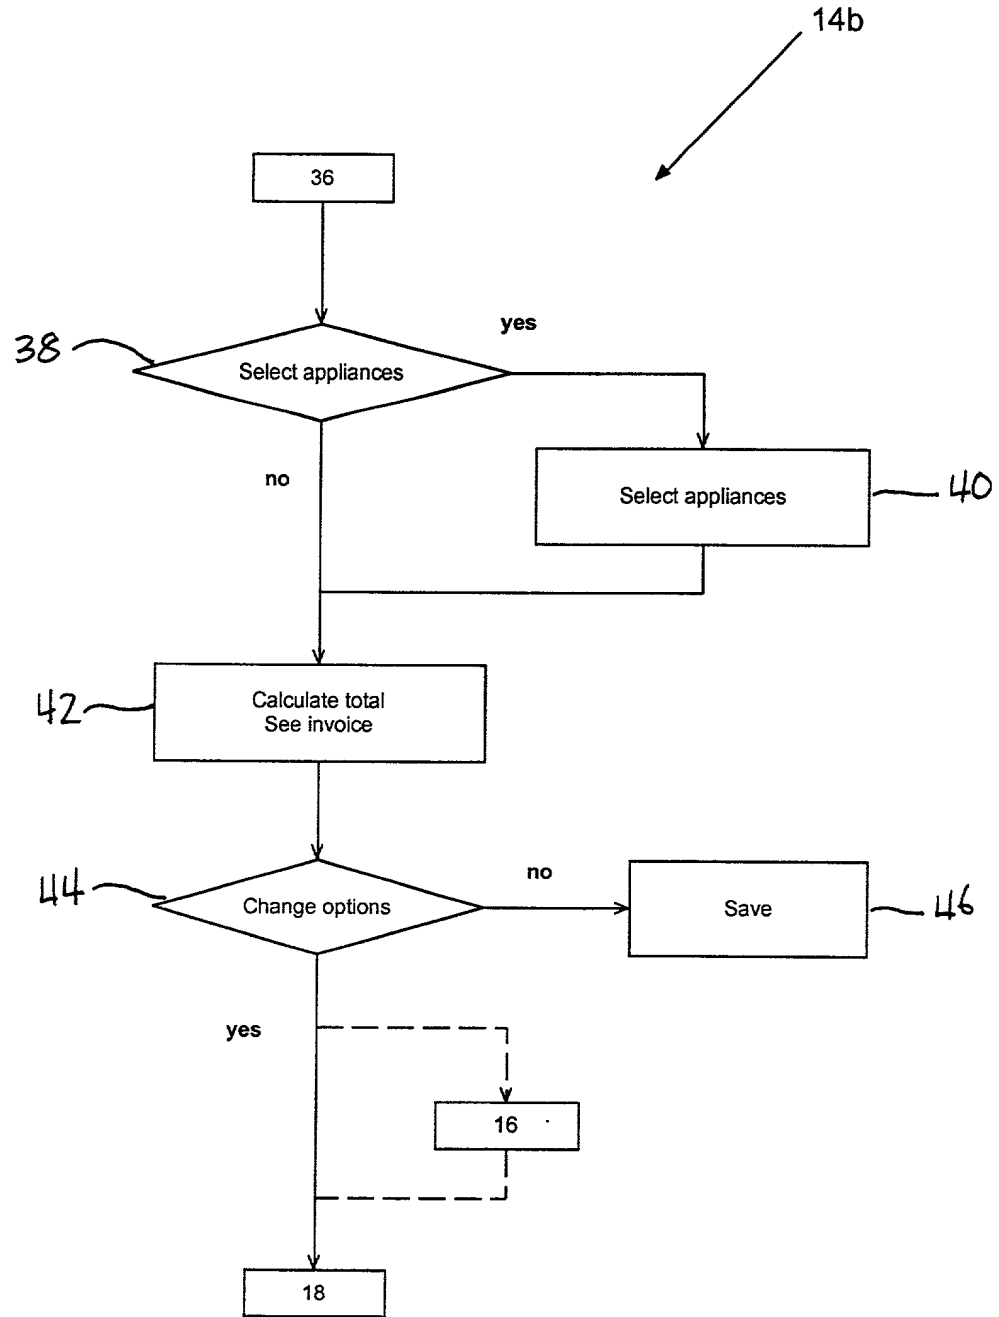 14b
36
38
yes
Select appliances
no
Select appliances
40
42
Calculate total
See invoice
44
no
Change options
Save
46
yes
16
18